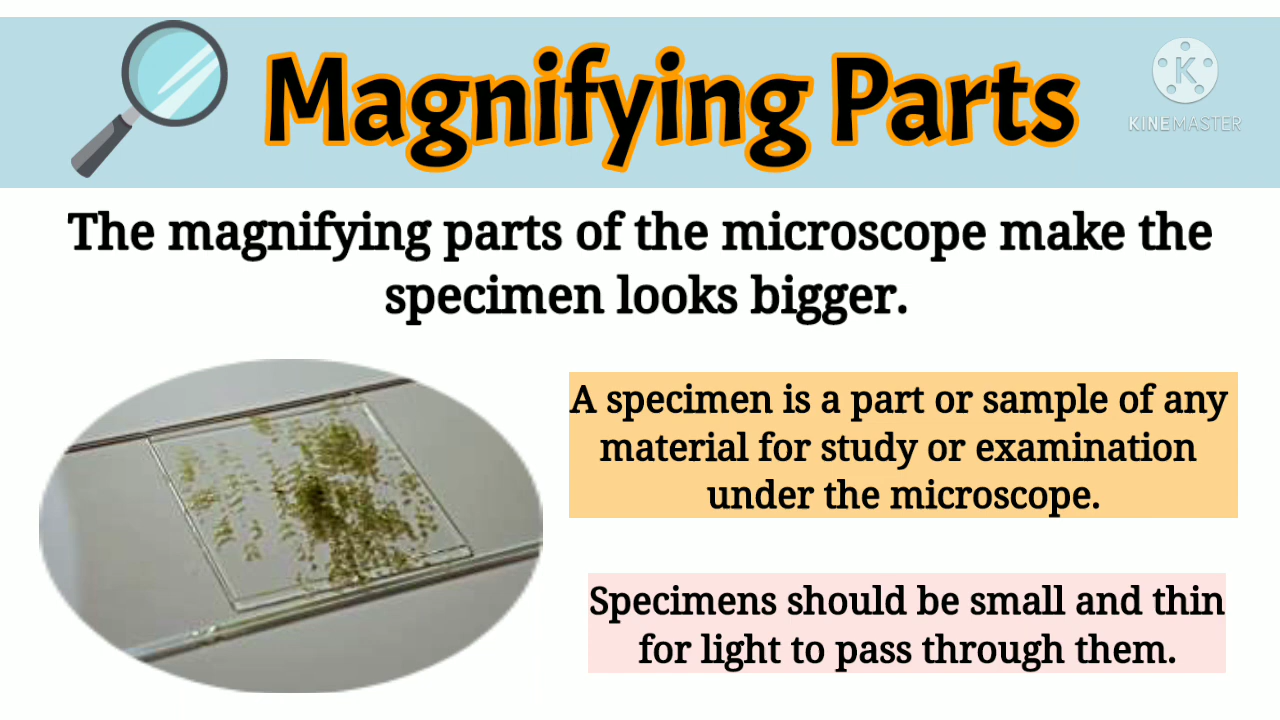 Magnifying Parts
K
KINEMASTER
The magnifying parts of the microscope make the
specimen looks bigger.
A specimen is a part or sample of any
material for study or examination
under the microscope.
Specimens should be small and thin
for light to pass through them.